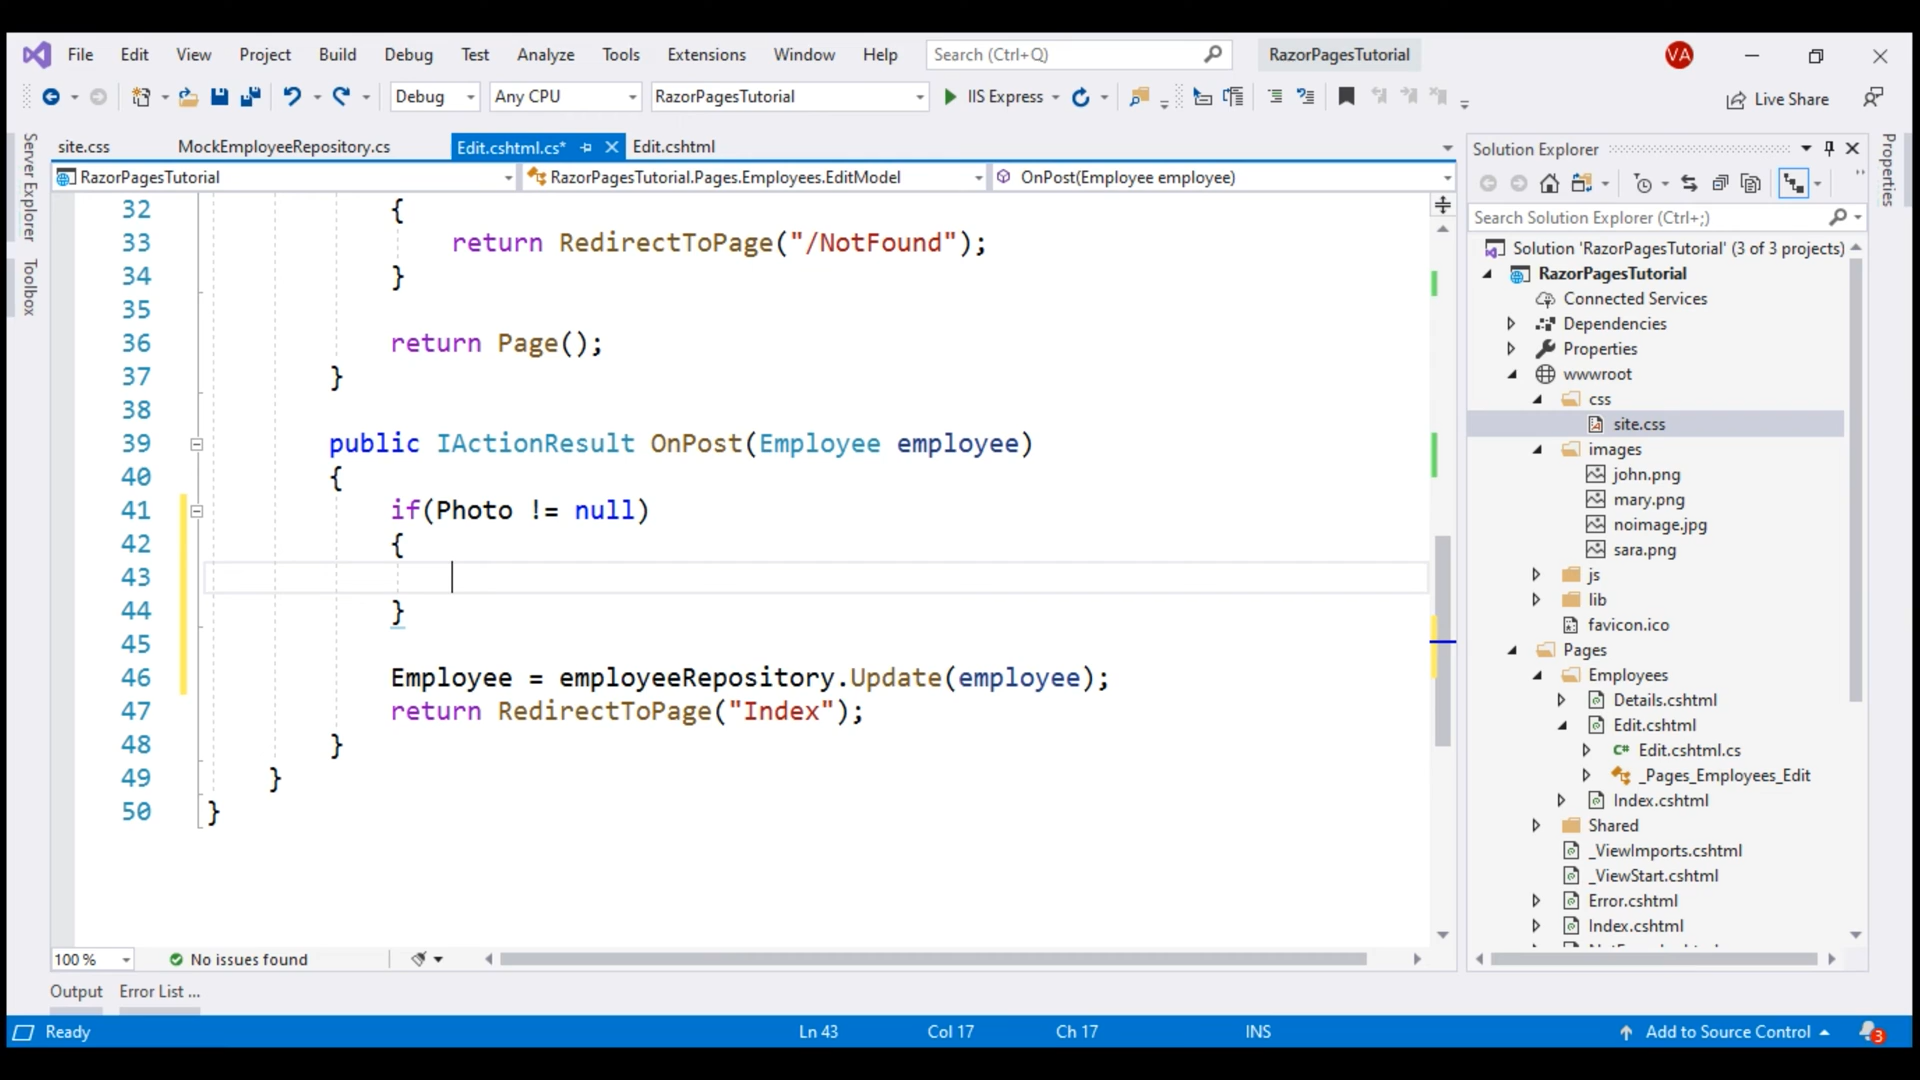 File Edit View Project Build Debug Test Analyze Tools Extensions Window Help Search (Ctrl+Q) RazorPagesTutorial VA
Debug Any CPU RazorPagesTutorial IIS Express Live Share
site.css MockEmployeeRepository.cs Edit.cshtml.cs* Edit.cshtml
RazorPagesTutorial RazorPagesTutorial.Pages.Employees.EditModel OnPost(Employee employee)
Server Explorer
Toolbox
32 {
33 return RedirectToPage("/NotFound");
34 }
35
36 return Page();
37 }
38
39 public IActionResult OnPost(Employee employee)
40 {
41 if(Photo != null)
42 {
43
44 }
45
46 Employee = employeeRepository.Update(employee);
47 return RedirectToPage("Index");
48 }
49 }
50 }
100 % No issues found
Output Error List ...
Solution Explorer
Search Solution Explorer (Ctrl+;)
Solution 'RazorPagesTutorial' (3 of 3 projects)
RazorPagesTutorial
Connected Services
Dependencies
Properties
wwwroot
css
site.css
images
john.png
mary.png
noimage.jpg
sara.png
js
lib
favicon.ico
Pages
Employees
Details.cshtml
Edit.cshtml
C# Edit.cshtml.cs
_Pages_Employees_Edit
Index.cshtml
Shared
_ViewImports.cshtml
_ViewStart.cshtml
Error.cshtml
Index.cshtml
Properties
Ready Ln 43 Col 17 Ch 17 INS Add to Source Control 3